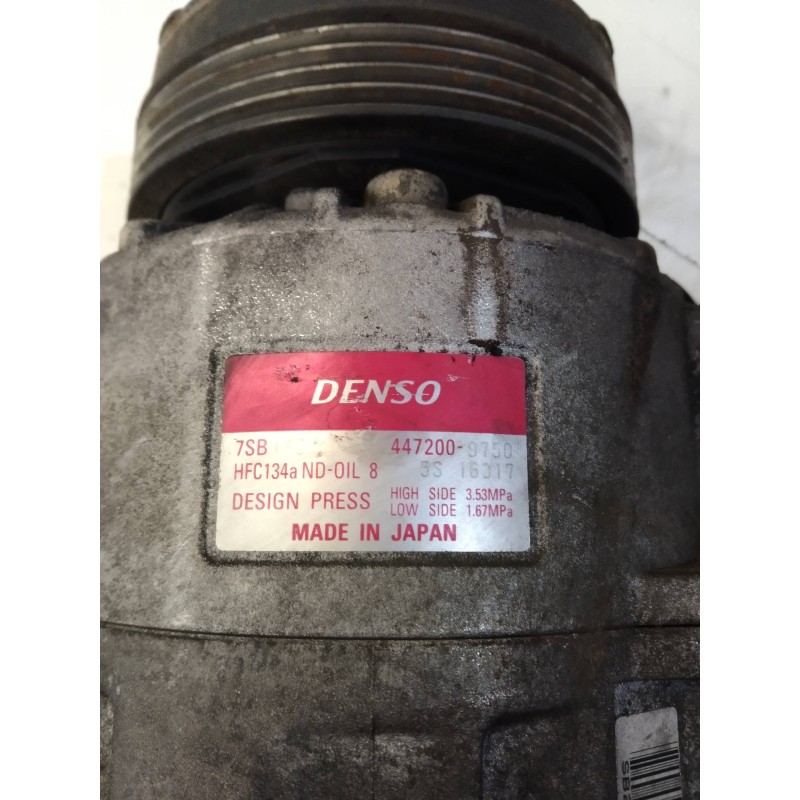 DENSO
7SB 447200-9750
HFC134a ND-OIL 8 5S 16317
DESIGN PRESS HIGH SIDE 3.53MPa
LOW SIDE 1.67MPa
MADE IN JAPAN